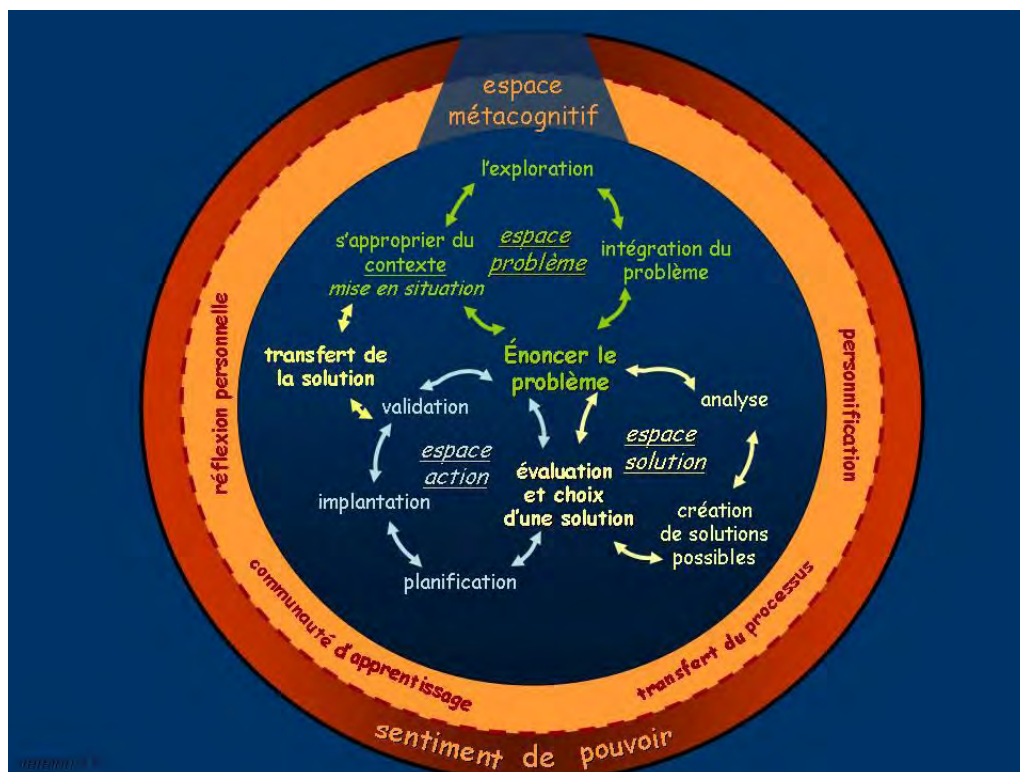 espace
métacognitif
l'exploration
s'approprier du
contexte
mise en situation
espace
problème
intégration du
problème
Énoncer le
problème
transfert de
la solution
validation
analyse
espace
action
espace
solution
évaluation
et choix
d'une solution
implantation
création
de solutions
possibles
planification
réflexion personnelle
personnification
communauté d'apprentissage
transfert du processus
sentiment de pouvoir